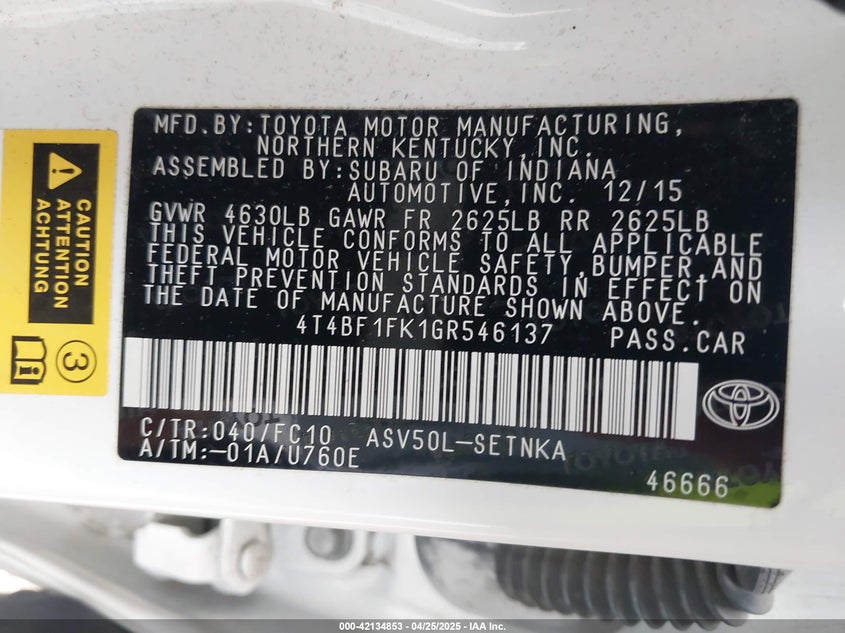 MFD.BY:TOYOTA MOTOR MANUFACTURING,
NORTHERN KENTUCKY,INC.
ASSEMBLED BY:SUBARU OF INDIANA
AUTOMOTIVE,INC. 12/15
GVWR 4630LB GAWR FR 2625LB RR 2625LB
THIS VEHICLE CONFORMS TO ALL APPLICABLE
FEDERAL MOTOR VEHICLE SAFETY,BUMPER,AND
THEFT PREVENTION STANDARDS IN EFFECT ON
THE DATE OF MANUFACTURE SHOWN ABOVE.
4T4BF1FK1GR546137 PASS.CAR
C/TR:040/FC10 ASV50L-SETNKA
A/TM:-01A/U760E
46666
CAUTION
ATTENTION
ACHTUNG
3
000-42134853 / 04/25/2025 - IAA Inc.